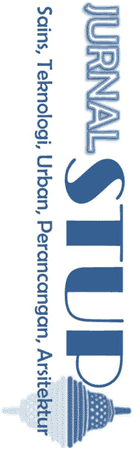 JURNAL
STUP
Sains, Teknologi, Urban, Perancangan, Arsitektur